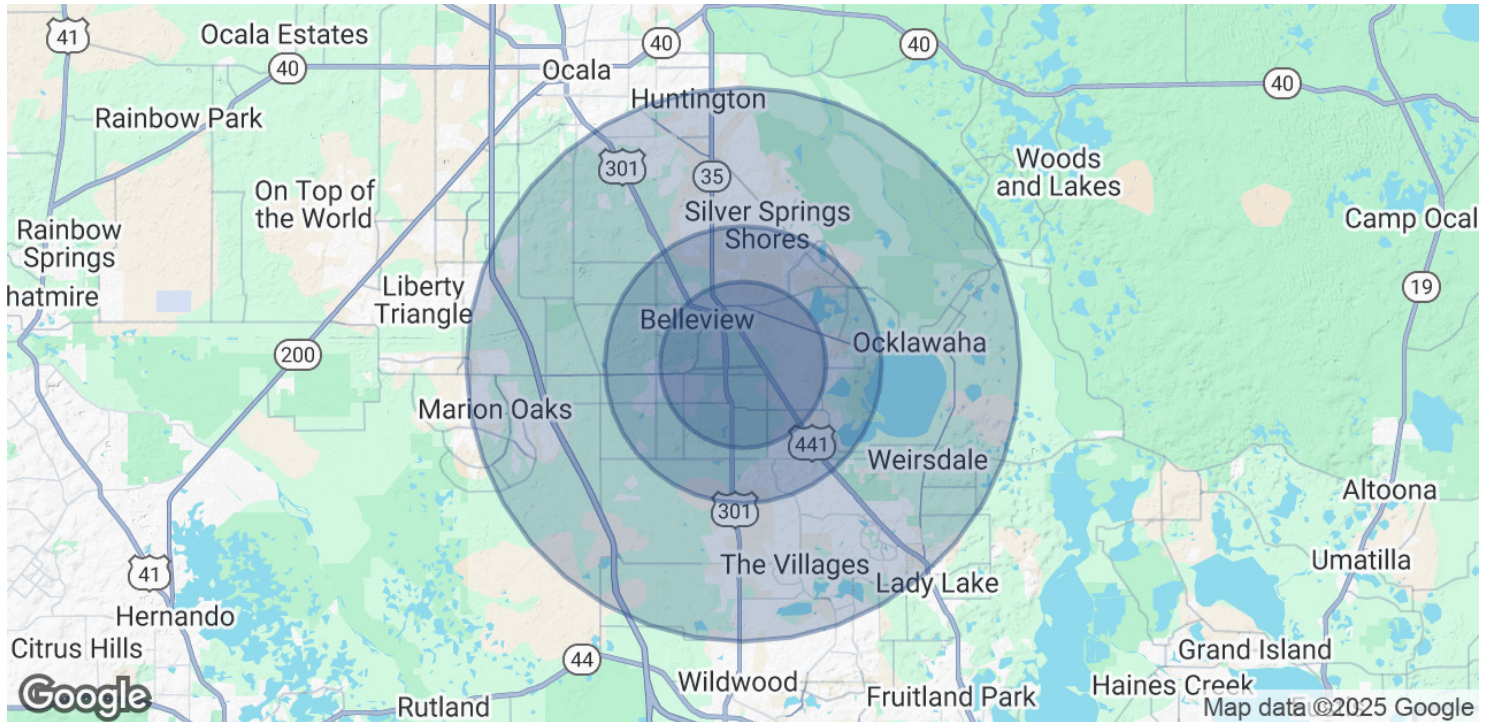 41
Ocala Estates
40
40
40
Ocala
40
Huntington
Rainbow Park
301
35
Woods
and Lakes
On Top of
the World
Silver Springs
Shores
Camp Ocal
Rainbow
Springs
Liberty
Triangle
19
hatmire
Belleview
Ocklawaha
200
Marion Oaks
441
Weirsdale
Altoona
301
The Villages
Umatilla
41
Lady Lake
Hernando
Citrus Hills
44
Grand Island
Wildwood
Haines Creek
Fruitland Park
Google
Rutland
Map data ©2025 Google